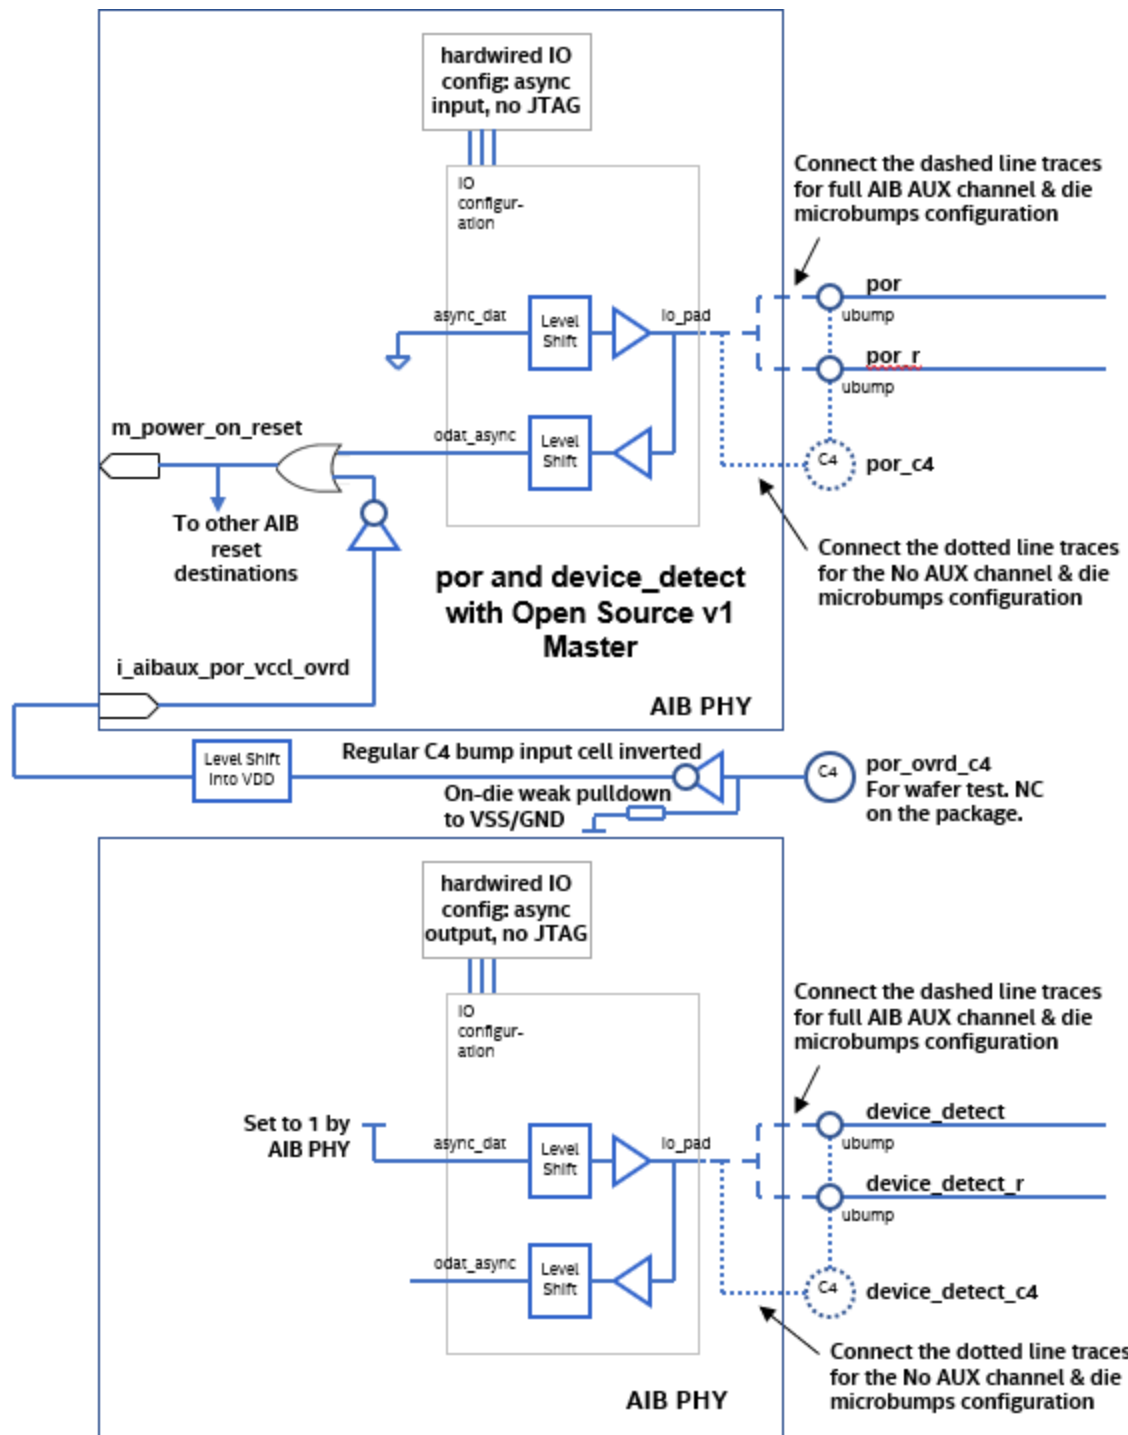 hardwired IO
config: async
input, no JTAG
Connect the dashed line traces
for full AIB AUX channel & die
microbumps configuration
IO
configur-
ation
por
async_dat
Level
Shift
io_pad
ubump
por_r
ubump
m_power_on_reset
odat_async
Level
Shift
C4
por_c4
To other AIB
reset
destinations
Connect the dotted line traces
for the No AUX channel & die
microbumps configuration
por and device_detect
with Open Source v1
Master
i_aibaux_por_vccl_ovrd
AIB PHY
Level Shift
into VDD
Regular C4 bump input cell inverted
C4
por_ovrd_c4
For wafer test. NC
on the package.
On-die weak pulldown
to VSS/GND
hardwired IO
config: async
output, no JTAG
Connect the dashed line traces
for full AIB AUX channel & die
microbumps configuration
IO
configur-
ation
device_detect
Set to 1 by
AIB PHY
async_dat
Level
Shift
io_pad
ubump
device_detect_r
ubump
odat_async
Level
Shift
C4
device_detect_c4
Connect the dotted line traces
for the No AUX channel & die
microbumps configuration
AIB PHY